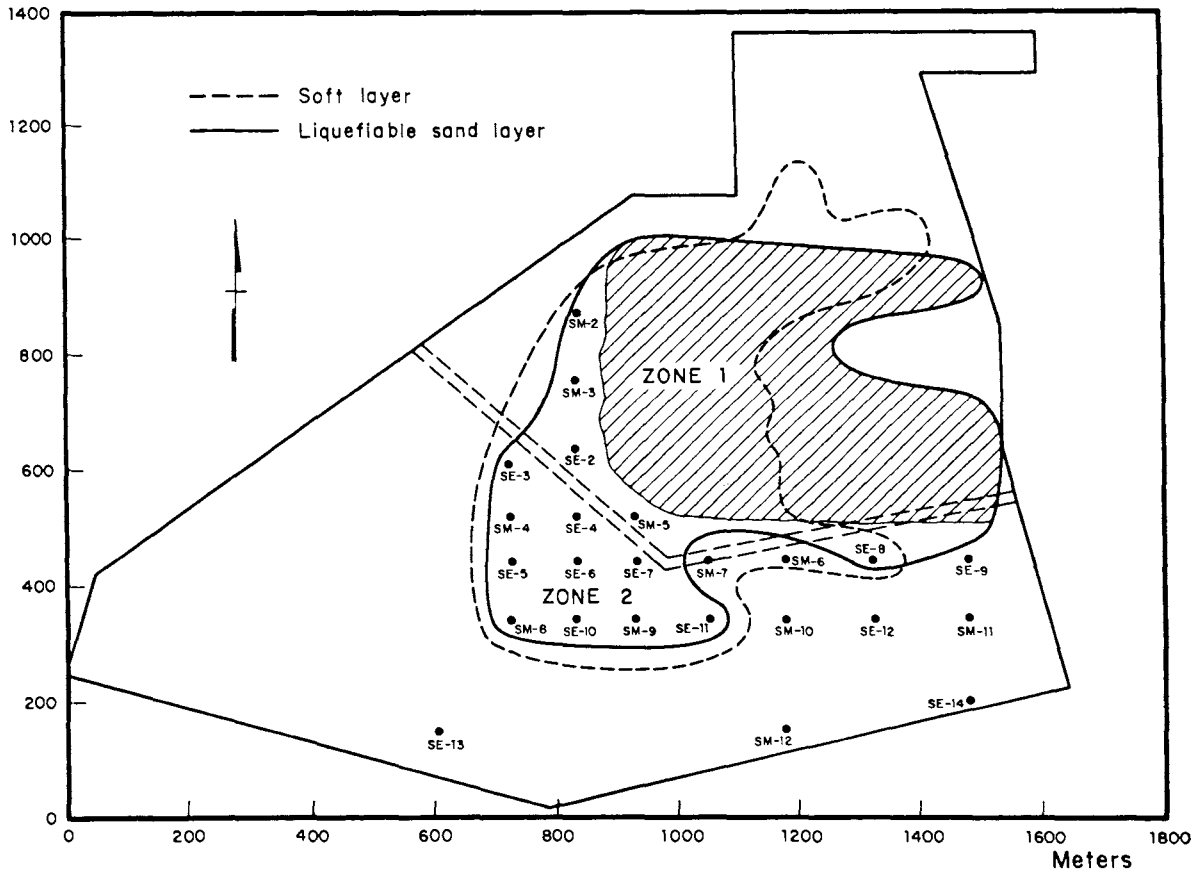 1400
Soft layer
1200
Liquefiable sand layer
1000
SM-2
800
ZONE 1
SM-3
600
SE-2
SE-3
SM-4
SE-4
SM-5
SE-8
400
SE-5
SE-6
SE-7
SM-7
SM-6
SE-9
ZONE 2
SM-8
SE-10
SM-9
SE-11
SM-10
SE-12
SM-11
200
SE-14
SE-13
SM-12
0
0 200 400 600 800 1000 1200 1400 1600 1800
Meters